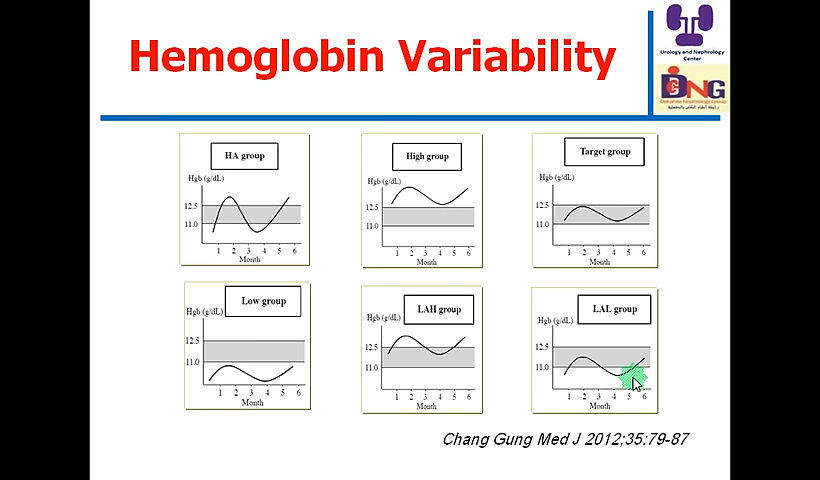 Hemoglobin Variability
Urology and Nephrology
Center
DNG
Dakahlia Nephrology Group
HA group
Hgb (g/dL)
12.5
11.0
1 2 3 4 5 6
Month
High group
Hgb (g/dL)
12.5
11.0
1 2 3 4 5 6
Month
Target group
Hgb (g/dL)
12.5
11.0
1 2 3 4 5 6
Month
Low group
Hgb (g/dL)
12.5
11.0
1 2 3 4 5 6
Month
LAH group
Hgb (g/dL)
12.5
11.0
1 2 3 4 5 6
Month
LAL group
Hgb (g/dL)
12.5
11.0
1 2 3 4 5 6
Month
Chang Gung Med J 2012;35:79-87